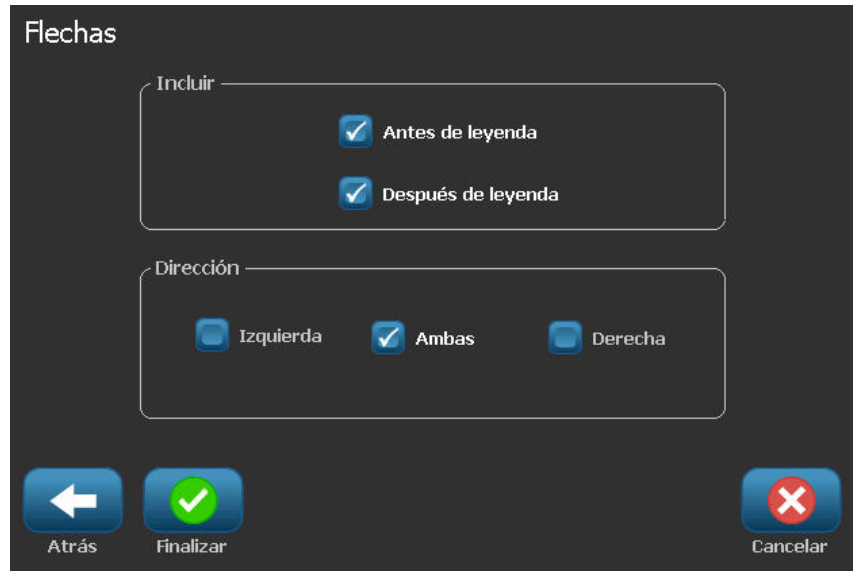 Flechas
Incluir
Antes de leyenda
Después de leyenda
Dirección
Izquierda Ambas Derecha
Atrás Finalizar Cancelar